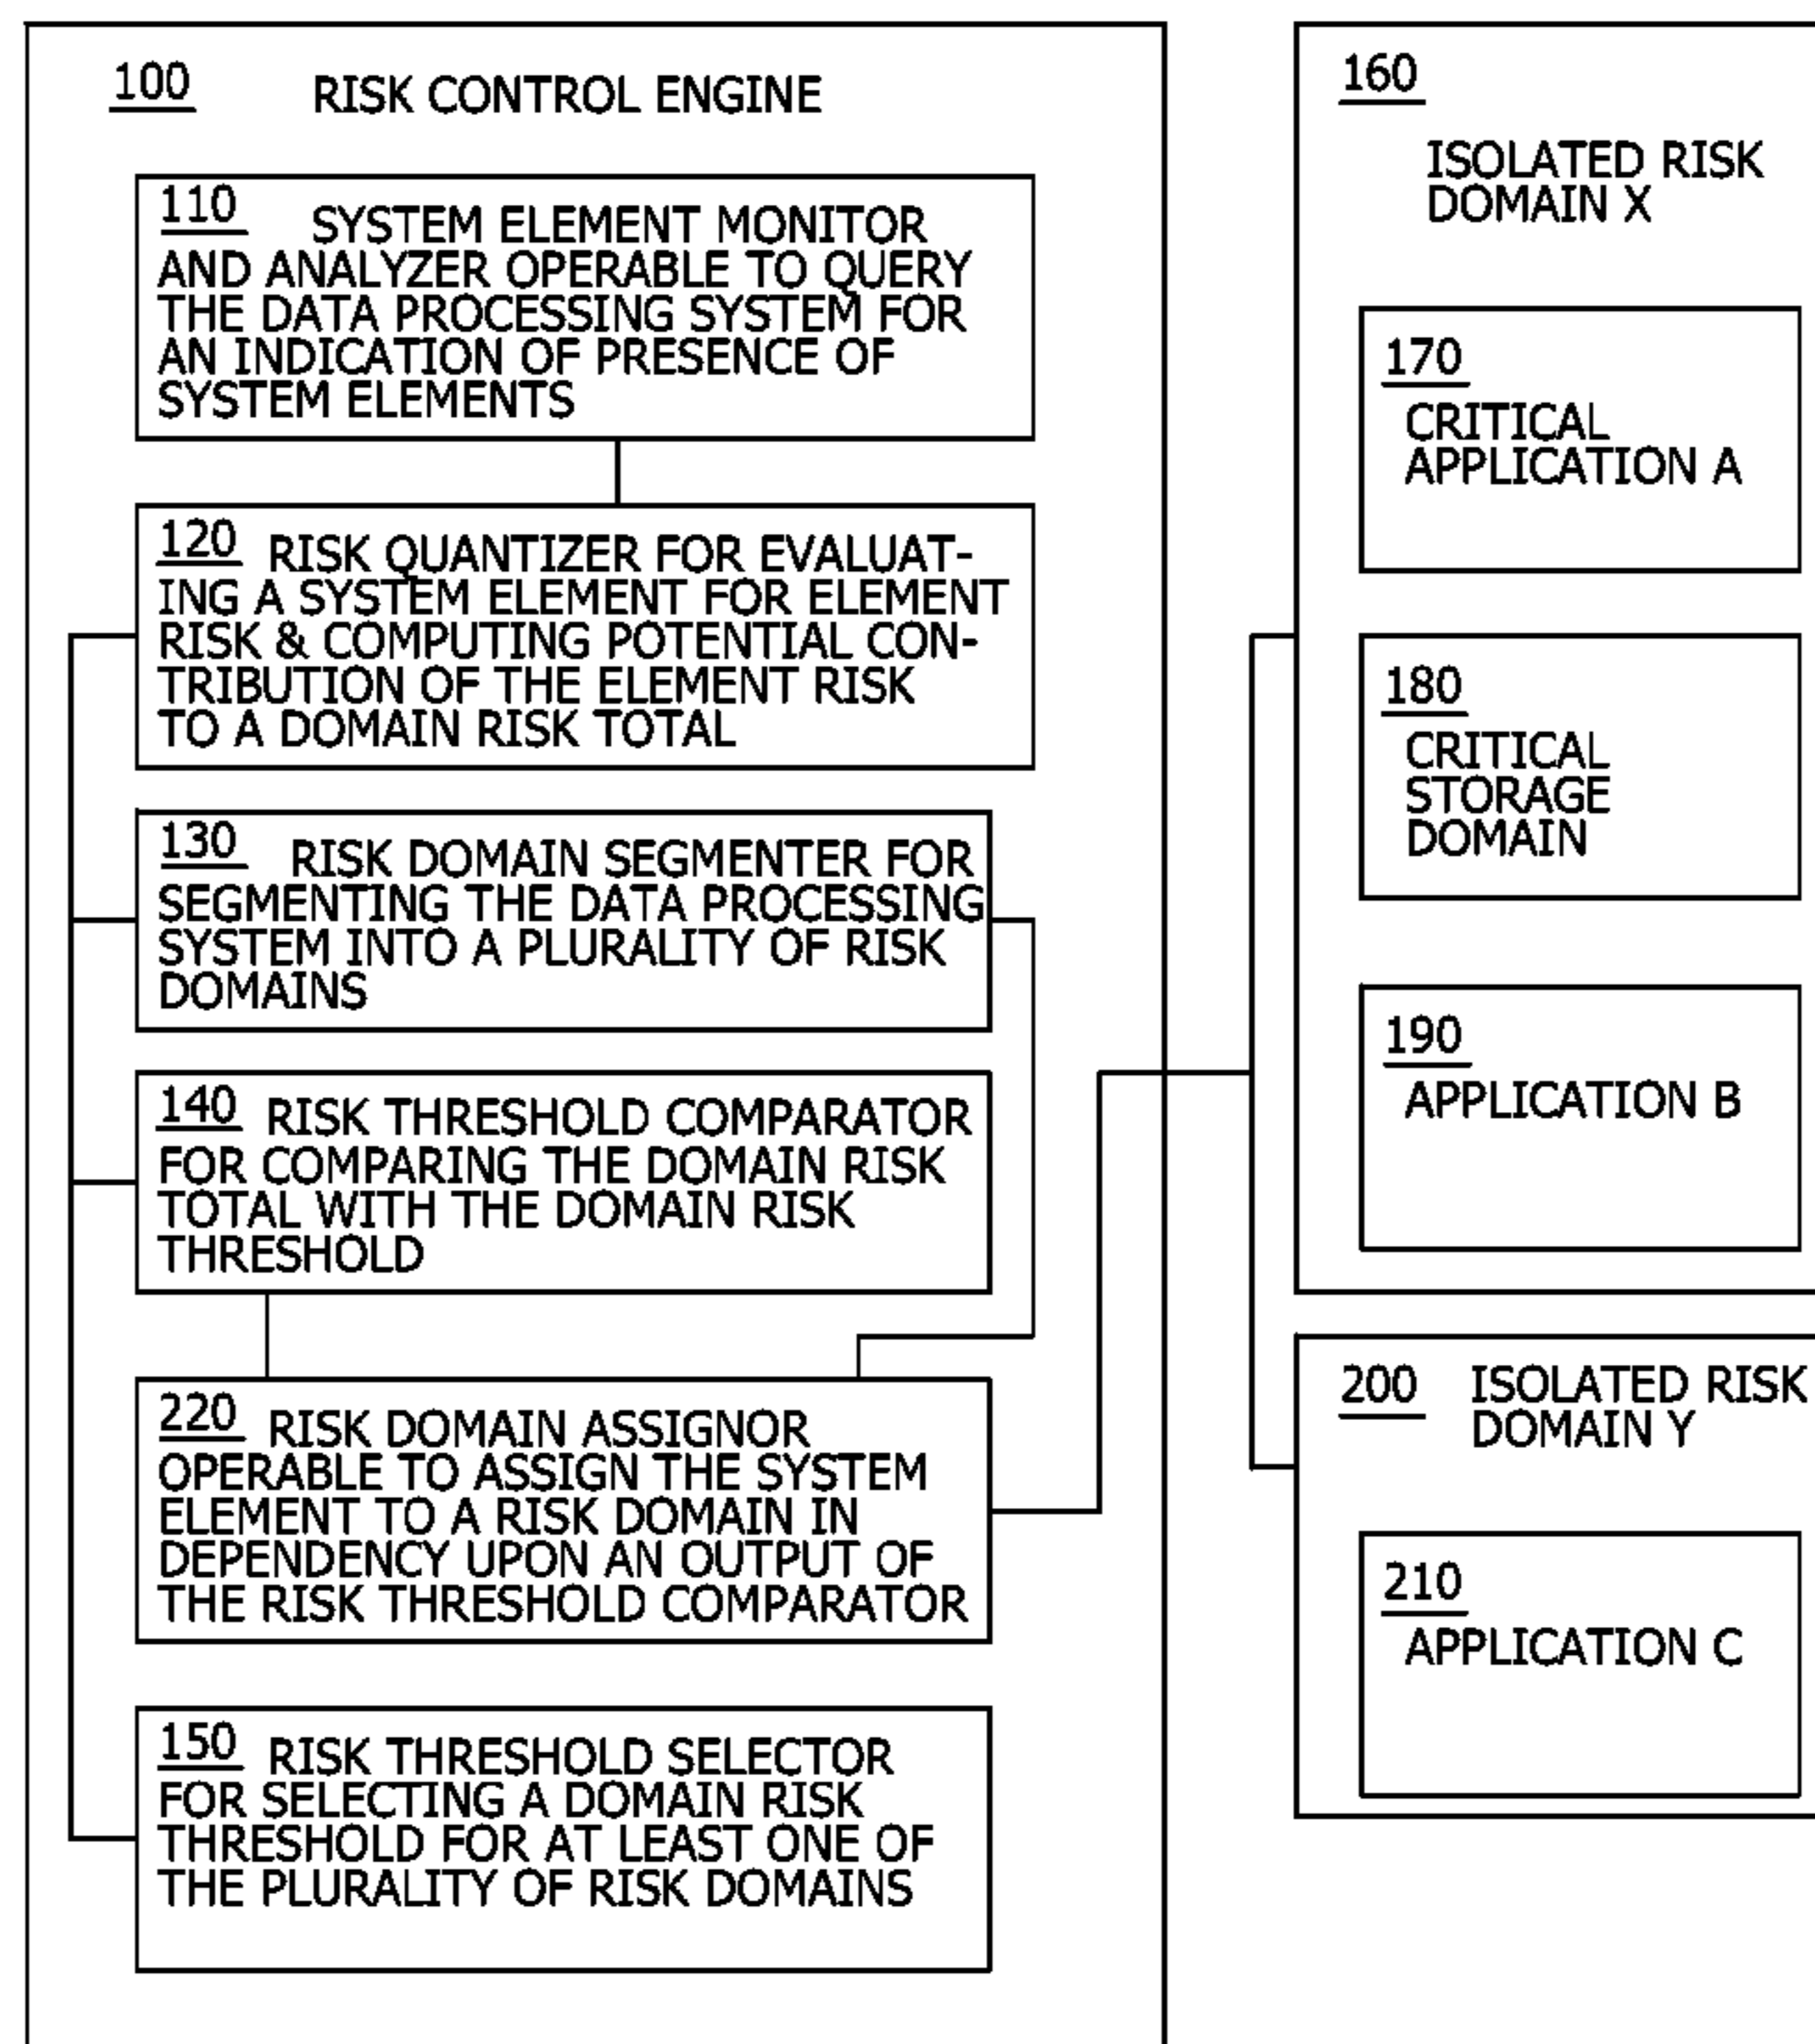 100 RISK CONTROL ENGINE
110 SYSTEM ELEMENT MONITOR
AND ANALYZER OPERABLE TO QUERY
THE DATA PROCESSING SYSTEM FOR
AN INDICATION OF PRESENCE OF
SYSTEM ELEMENTS
120 RISK QUANTIZER FOR EVALUAT-
ING A SYSTEM ELEMENT FOR ELEMENT
RISK & COMPUTING POTENTIAL CON-
TRIBUTION OF THE ELEMENT RISK
TO A DOMAIN RISK TOTAL
130 RISK DOMAIN SEGMENTER FOR
SEGMENTING THE DATA PROCESSING
SYSTEM INTO A PLURALITY OF RISK
DOMAINS
140 RISK THRESHOLD COMPARATOR
FOR COMPARING THE DOMAIN RISK
TOTAL WITH THE DOMAIN RISK
THRESHOLD
220 RISK DOMAIN ASSIGNOR
OPERABLE TO ASSIGN THE SYSTEM
ELEMENT TO A RISK DOMAIN IN
DEPENDENCY UPON AN OUTPUT OF
THE RISK THRESHOLD COMPARATOR
150 RISK THRESHOLD SELECTOR
FOR SELECTING A DOMAIN RISK
THRESHOLD FOR AT LEAST ONE OF
THE PLURALITY OF RISK DOMAINS
160
ISOLATED RISK
DOMAIN X
170
CRITICAL
APPLICATION A
180
CRITICAL
STORAGE
DOMAIN
190
APPLICATION B
200 ISOLATED RISK
DOMAIN Y
210
APPLICATION C